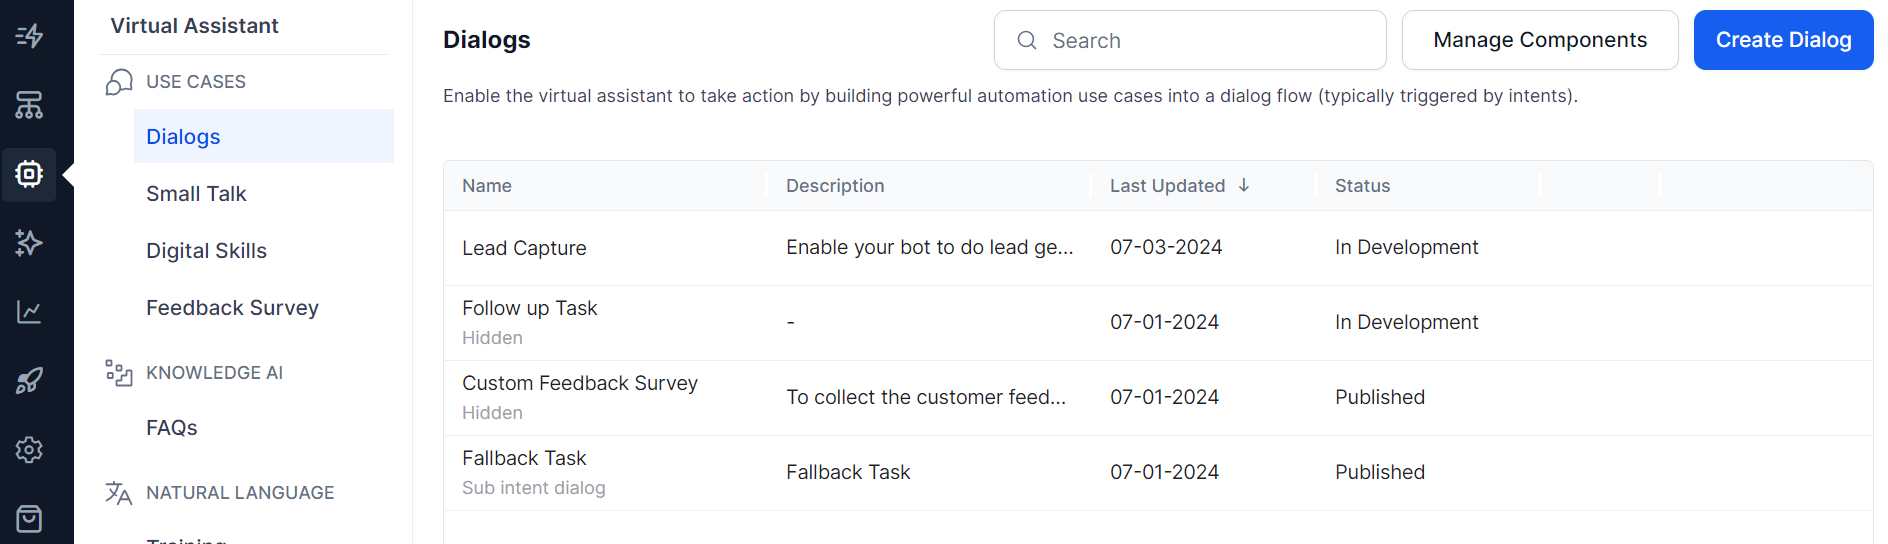 Virtual Assistant
USE CASES
Dialogs
Small Talk
Digital Skills
Feedback Survey
KNOWLEDGE AI
FAQs
NATURAL LANGUAGE
Training
Dialogs
Search
Manage Components
Create Dialog
Enable the virtual assistant to take action by building powerful automation use cases into a dialog flow (typically triggered by intents).
Name Description Last Updated ↓ Status
Lead Capture Enable your bot to do lead ge... 07-03-2024 In Development
Follow up Task - 07-01-2024 In Development
Hidden
Custom Feedback Survey To collect the customer feed... 07-01-2024 Published
Hidden
Fallback Task Fallback Task 07-01-2024 Published
Sub intent dialog